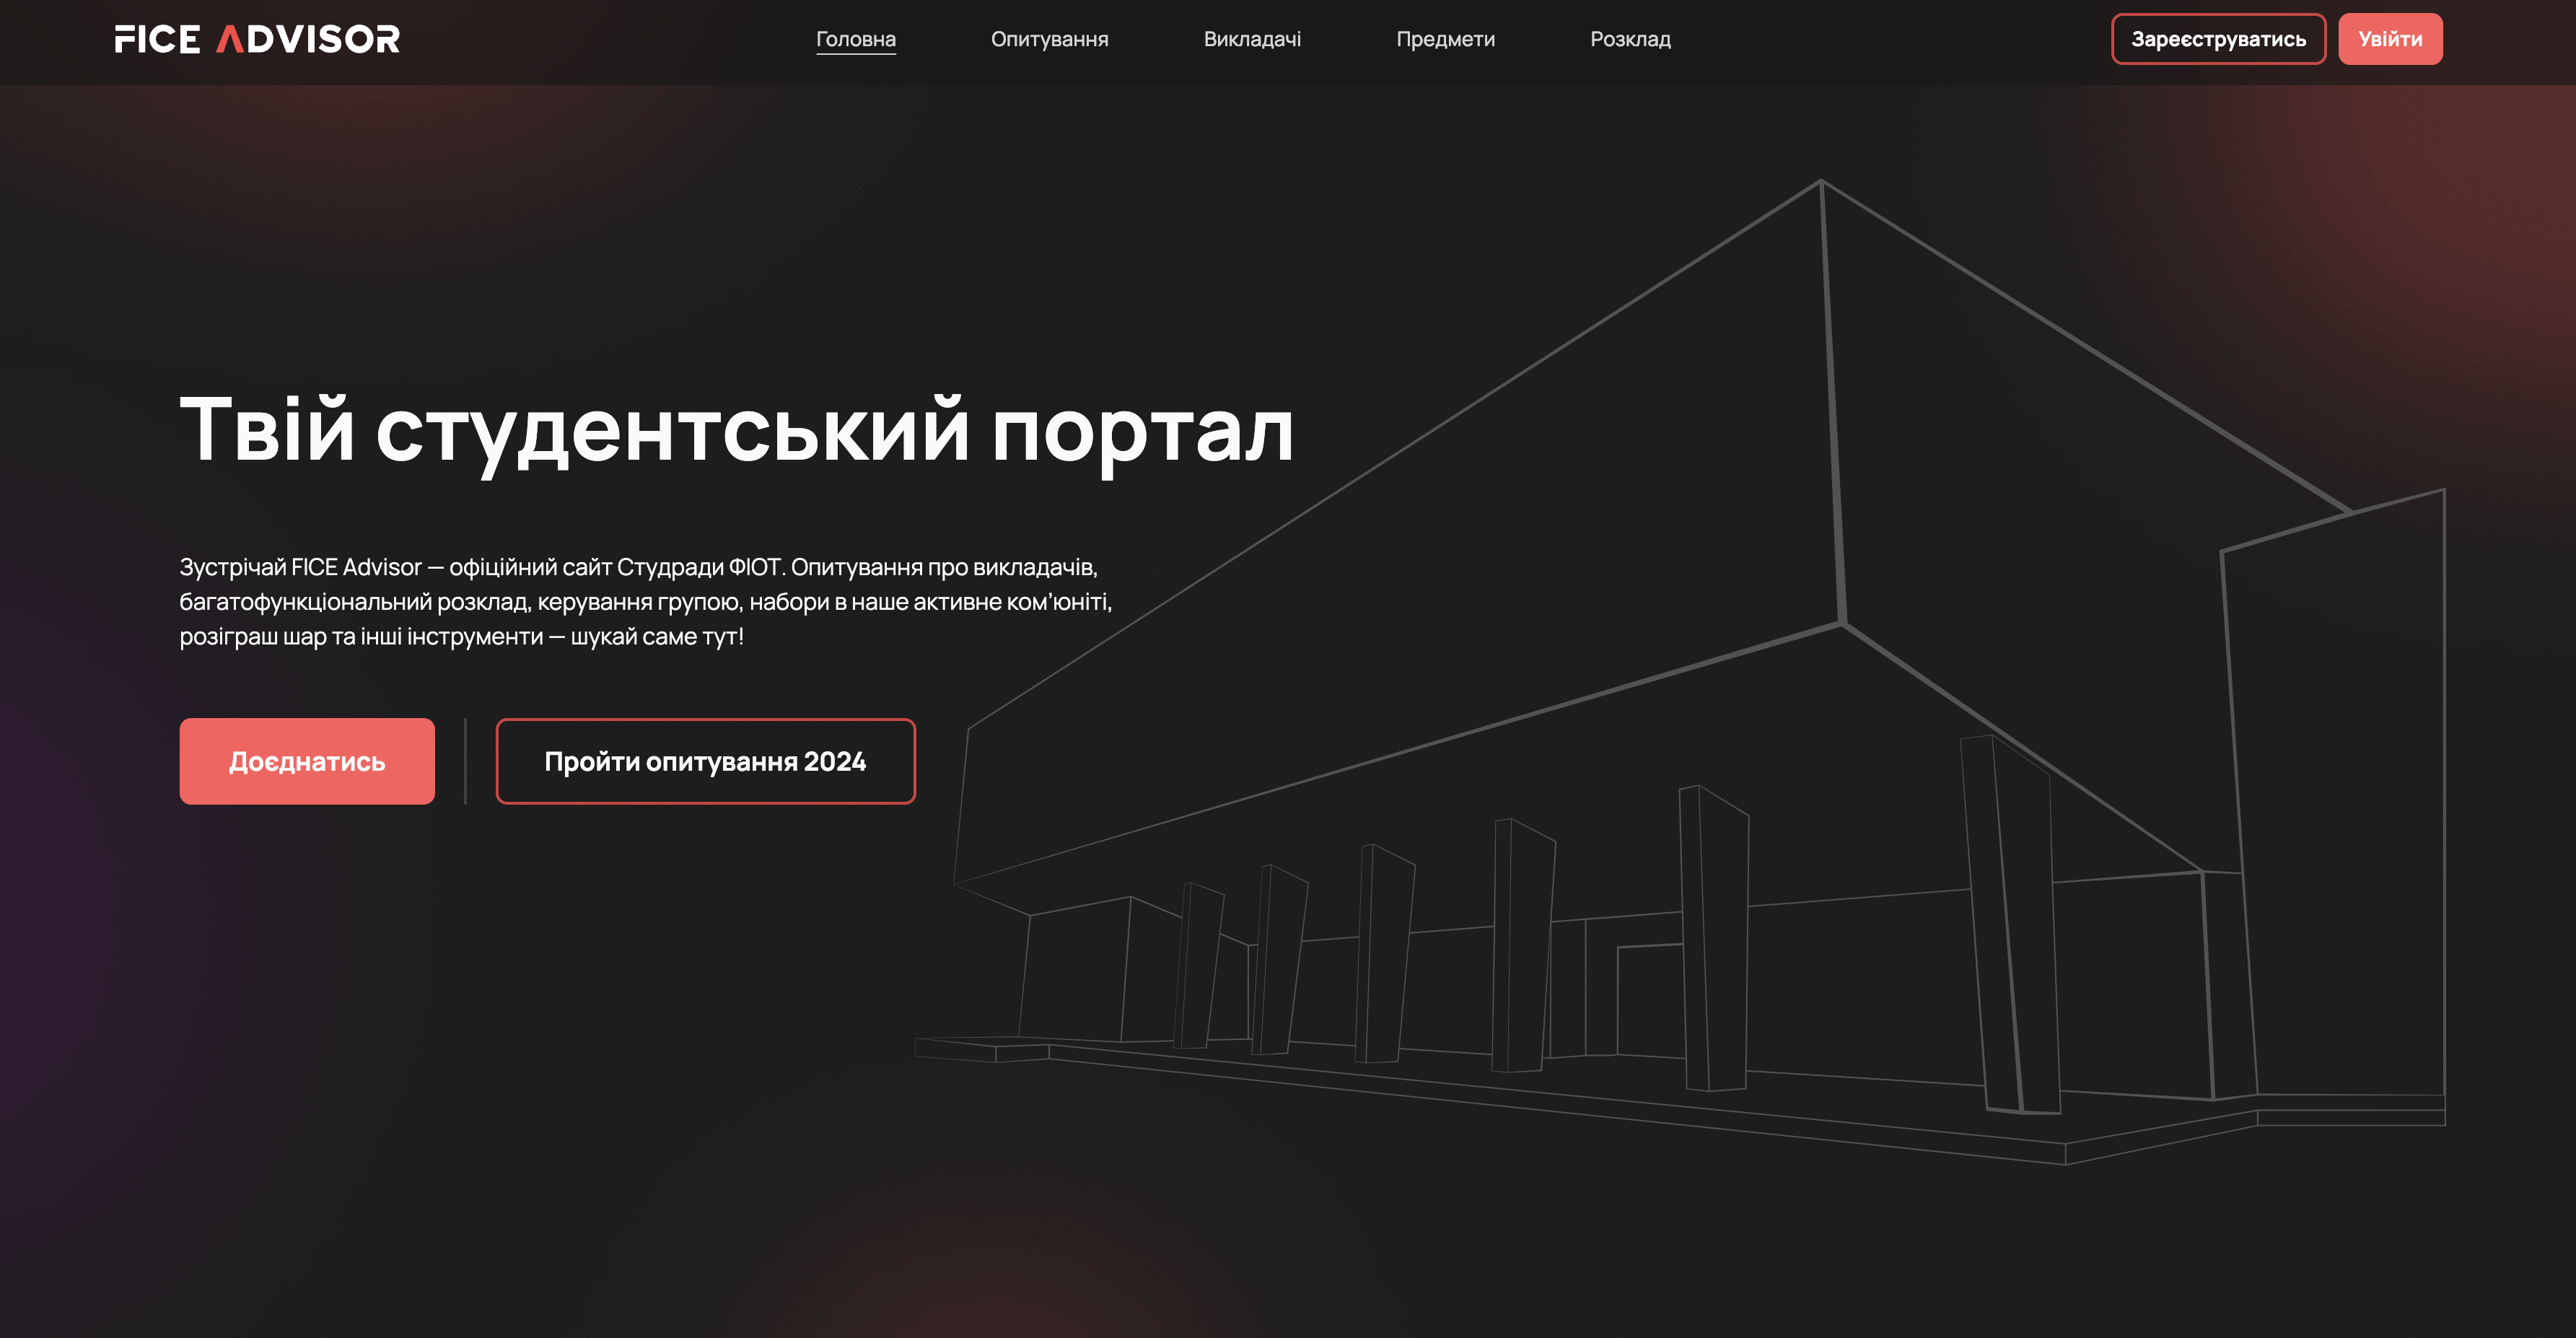 FICE ADVISOR
Головна
Опитування
Викладачі
Предмети
Розклад
Зареєструватись
Увійти
Твій студентський портал
Зустрічай FICE Advisor — офіційний сайт Студради ФІОТ. Опитування про викладачів,
багатофункціональний розклад, керування групою, набори в наше активне ком’юніті,
розіграш шар та інші інструменти — шукай саме тут!
Доєднатись
Пройти опитування 2024